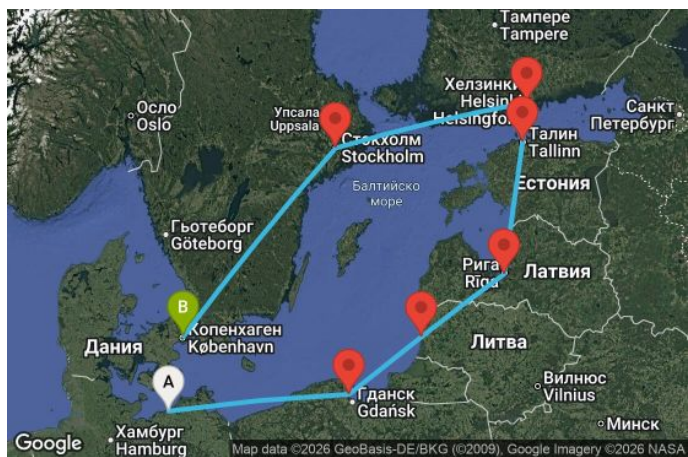 Тампере
Tampere
Осло
Oslo
Хелзинки
Helsinki
Helsingfors
Санкт
Петербург
Упсала
Uppsala
Стокхолм
Stockholm
Талин
Tallinn
Естония
Балтийско
море
Гьотеборг
Göteborg
Рига
Rīga
Латвия
B
Копенхаген
København
Дания
Литва
A
Гданск
Gdańsk
Вилнюс
Vilnius
Хамбург
Hamburg
Минск
Google
Map data ©2026 GeoBasis-DE/BKG (©2009), Google Imagery ©2026 NASA